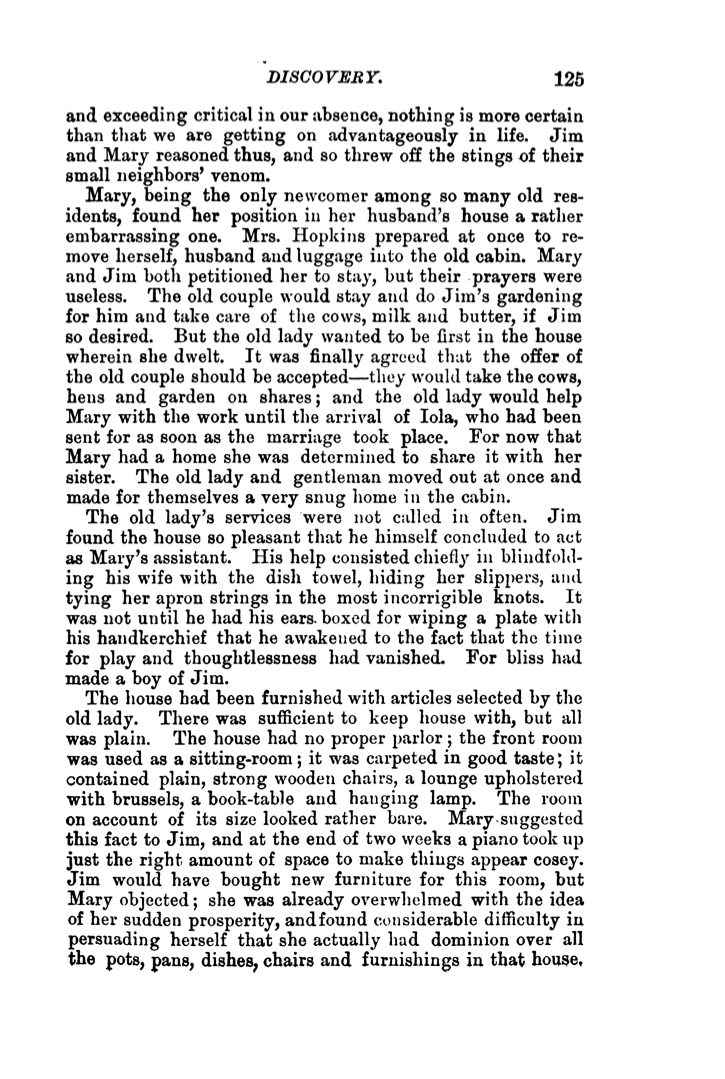 DISCOVERY. 125
and exceeding critical in our absence, nothing is more certain
than that we are getting on advantageously in life. Jim
and Mary reasoned thus, and so threw off the stings of their
small neighbors' venom.
Mary, being the only newcomer among so many old res-
idents, found her position in her husband's house a rather
embarrassing one. Mrs. Hopkins prepared at once to re-
move herself, husband and luggage into the old cabin. Mary
and Jim both petitioned her to stay, but their prayers were
useless. The old couple would stay and do Jim's gardening
for him and take care of the cows, milk and butter, if Jim
so desired. But the old lady wanted to be first in the house
wherein she dwelt. It was finally agreed that the offer of
the old couple should be accepted—they would take the cows,
hens and garden on shares; and the old lady would help
Mary with the work until the arrival of Iola, who had been
sent for as soon as the marriage took place. For now that
Mary had a home she was determined to share it with her
sister. The old lady and gentleman moved out at once and
made for themselves a very snug home in the cabin.
The old lady's services were not called in often. Jim
found the house so pleasant that he himself concluded to act
as Mary's assistant. His help consisted chiefly in blindfold-
ing his wife with the dish towel, hiding her slippers, and
tying her apron strings in the most incorrigible knots. It
was not until he had his ears boxed for wiping a plate with
his handkerchief that he awakened to the fact that the time
for play and thoughtlessness had vanished. For bliss had
made a boy of Jim.
The house had been furnished with articles selected by the
old lady. There was sufficient to keep house with, but all
was plain. The house had no proper parlor; the front room
was used as a sitting-room; it was carpeted in good taste; it
contained plain, strong wooden chairs, a lounge upholstered
with brussels, a book-table and hanging lamp. The room
on account of its size looked rather bare. Mary suggested
this fact to Jim, and at the end of two weeks a piano took up
just the right amount of space to make things appear cosey.
Jim would have bought new furniture for this room, but
Mary objected; she was already overwhelmed with the idea
of her sudden prosperity, and found considerable difficulty in
persuading herself that she actually had dominion over all
the pots, pans, dishes, chairs and furnishings in that house.